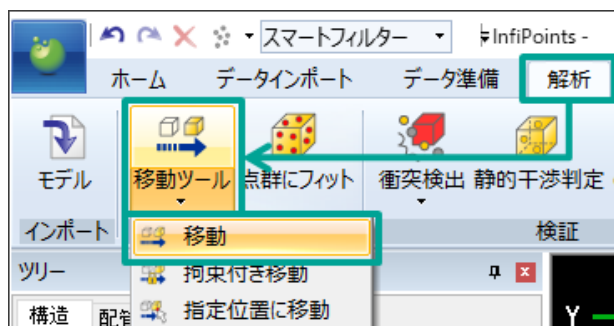 スマートフィルター InfiPoints -
ホーム データインポート データ準備 解析
モデル 移動ツール 点群にフィット 衝突検出 静的干渉判定
インポート 検証
移動
ツリー 拘束付き移動
構造 指定位置に移動
Y